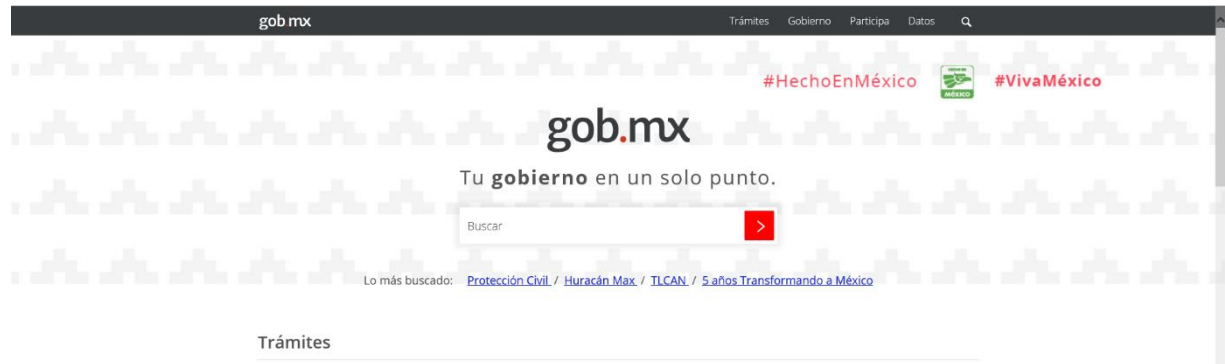 gob mx Trámites Gobierno Participa Datos
#HechoEnMéxico MÉXICO #VivaMéxico
gob.mx
Tu gobierno en un solo punto.
Buscar
Lo más buscado: Protección Civil / Huracán Max / TLCAN / 5 años Transformando a México
Trámites